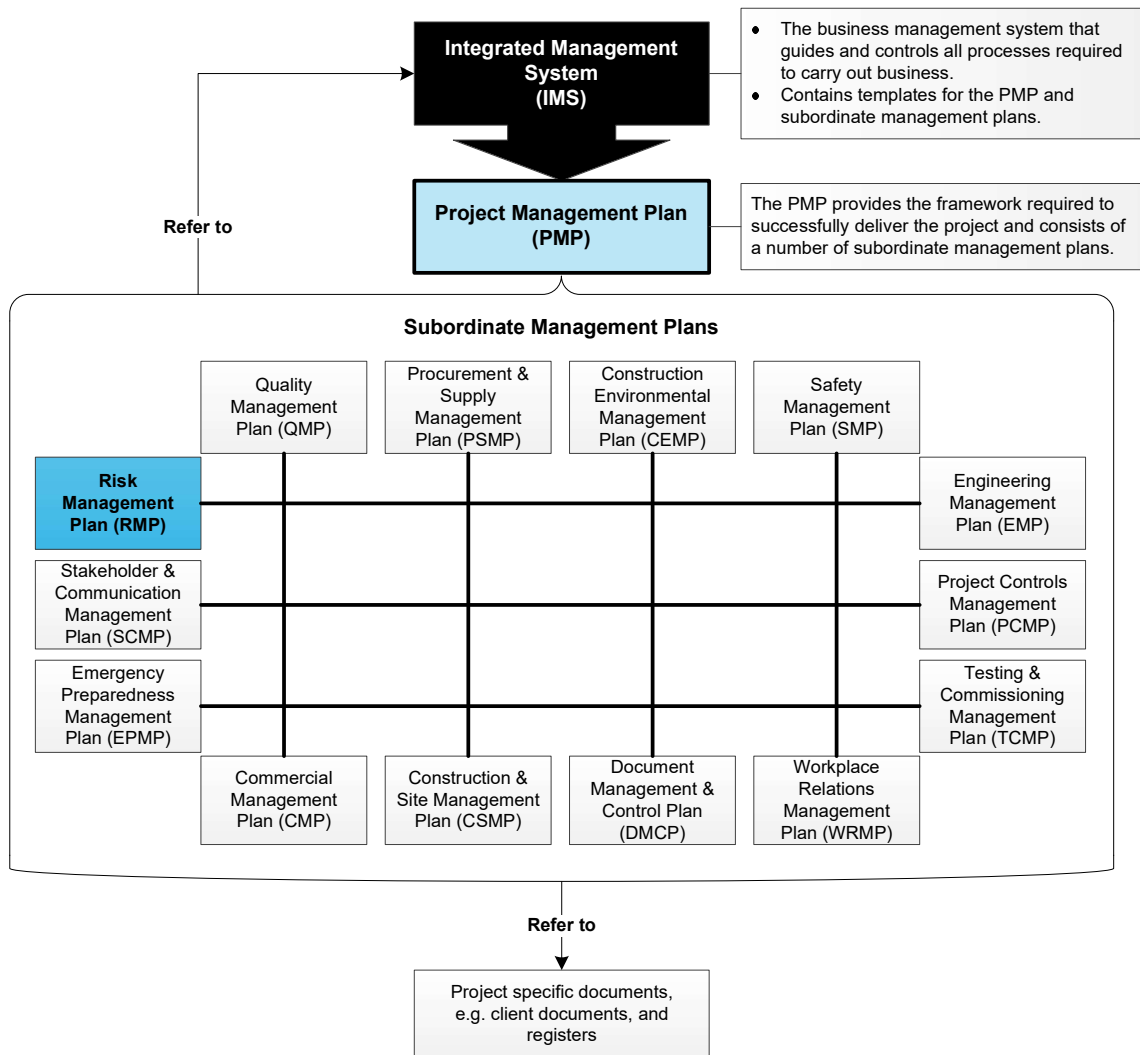 Integrated Management
System
(IMS)
● The business management system that
guides and controls all processes required
to carry out business.
● Contains templates for the PMP and
subordinate management plans.
Refer to
Project Management Plan
(PMP)
The PMP provides the framework required to
successfully deliver the project and consists of
a number of subordinate management plans.
Subordinate Management Plans
Quality
Management
Plan (QMP)
Procurement &
Supply
Management
Plan (PSMP)
Construction
Environmental
Management
Plan (CEMP)
Safety
Management
Plan (SMP)
Risk
Management
Plan (RMP)
Engineering
Management
Plan (EMP)
Stakeholder &
Communication
Management
Plan (SCMP)
Project Controls
Management
Plan (PCMP)
Emergency
Preparedness
Management
Plan (EPMP)
Testing &
Commissioning
Management
Plan (TCMP)
Commercial
Management
Plan (CMP)
Construction &
Site Management
Plan (CSMP)
Document
Management &
Control Plan
(DMCP)
Workplace
Relations
Management
Plan (WRMP)
Refer to
Project specific documents,
e.g. client documents, and
registers